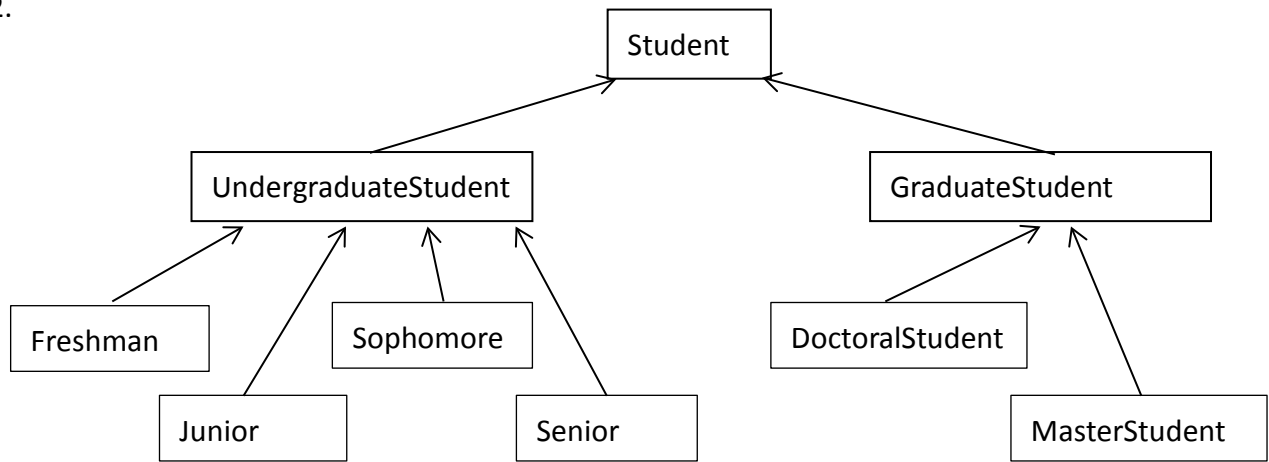 2.
Student
UndergraduateStudent
GraduateStudent
Freshman
Sophomore
DoctoralStudent
Junior
Senior
MasterStudent